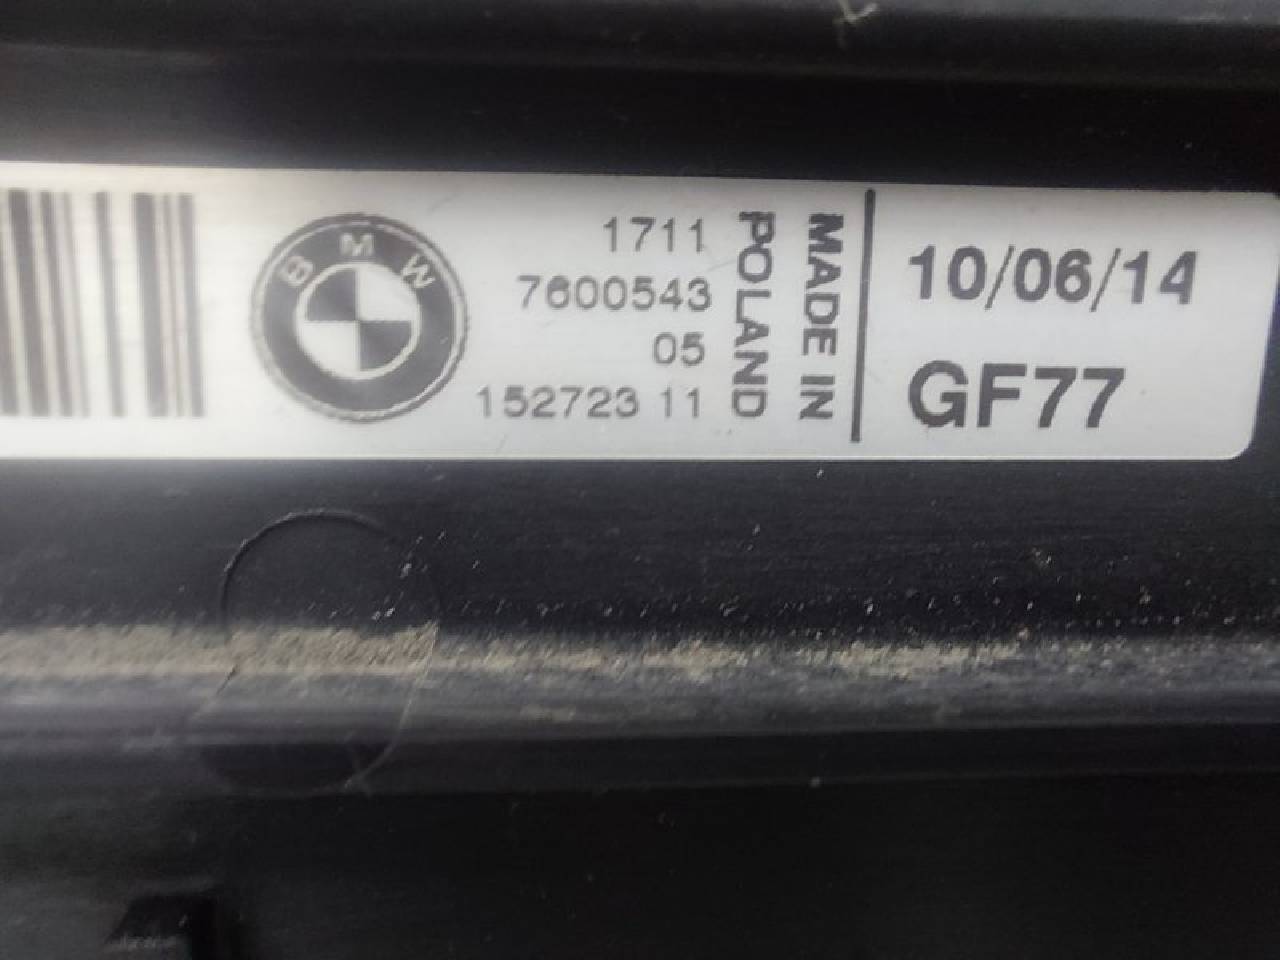 BMW
1711
7600543
05
152723 11
MADE IN
POLAND
10/06/14
GF77